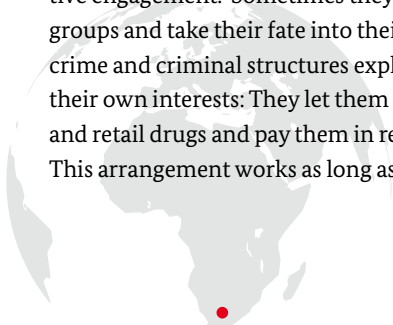 tive engagement. Sometimes they
groups and take their fate into thei
crime and criminal structures expl
their own interests: They let them
and retail drugs and pay them in re
This arrangement works as long as